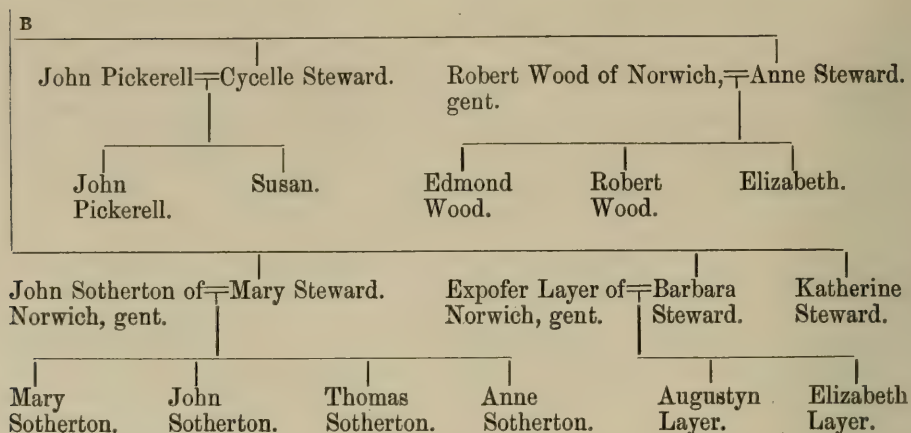 B
John Pickerell Cycelle Steward. Robert Wood of Norwich, Anne Steward.
gent.
John Susan. Edmond Robert Elizabeth.
Pickerell. Wood. Wood.
John Sotherton of Mary Steward. Expofer Layer of Barbara Katherine
Norwich, gent. Norwich, gent. Steward. Steward.
Mary John Thomas Anne Augustyn Elizabeth
Sotherton. Sotherton. Sotherton. Sotherton. Layer. Layer.